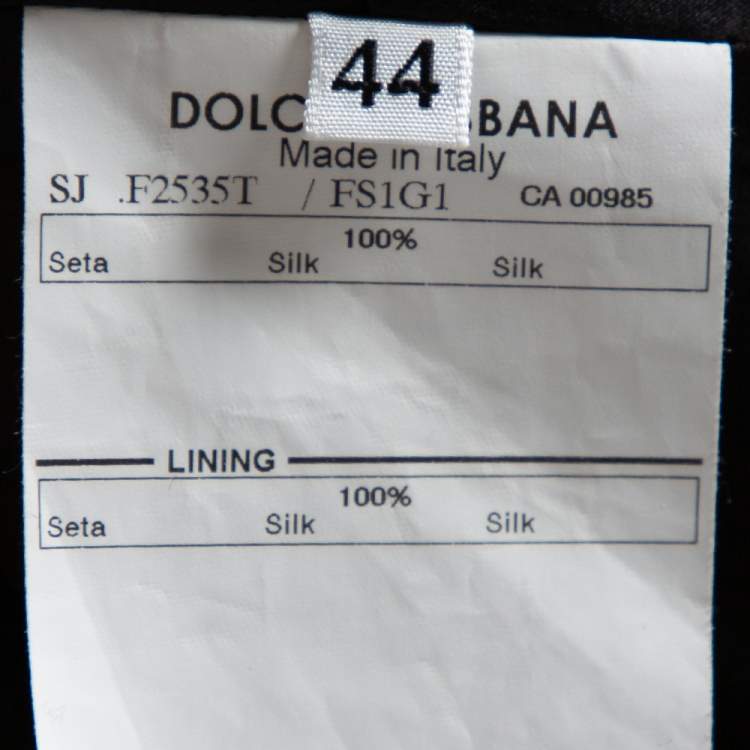 44
DOLC BANA
Made in Italy
SJ .F2535T / FS1G1 CA 00985
100%
Seta Silk Silk
LINING
100%
Seta Silk Silk